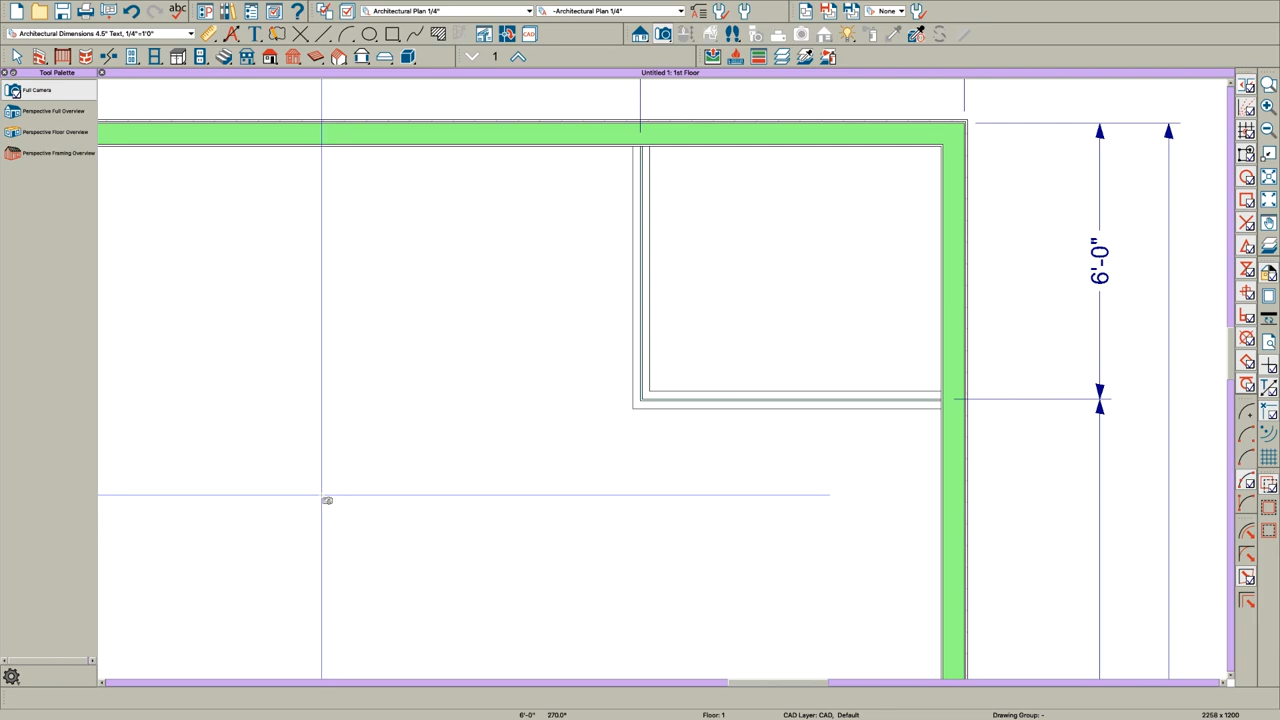 Architectural Plan 1/4"
-Architectural Plan 1/4"
None
Architectural Dimensions 4.5" Text, 1/4"=1'0"
1
Tool Palette
Untitled 1: 1st Floor
Full Camera
Perspective Full Overview
Perspective Floor Overview
Perspective Framing Overview
6'-0"
6'-0"
270.0°
Floor: 1
CAD Layer: CAD, Default
Drawing Group: -
2258 x 1200